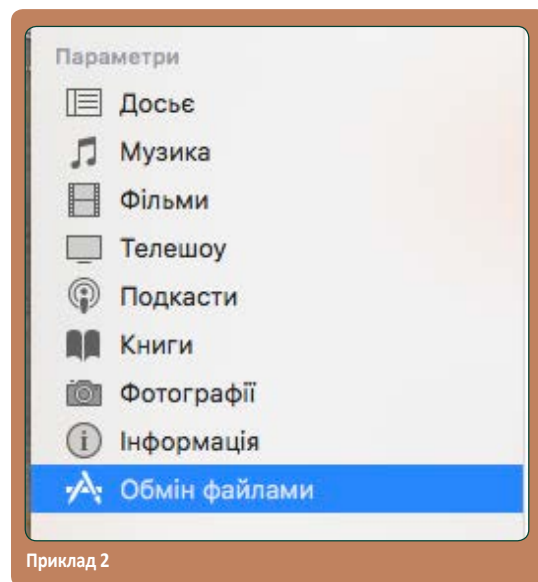 Параметри
Досьє
Музика
Фільми
Телешоу
Подкасти
Книги
Фотографії
Інформація
Обмін файлами
Приклад 2